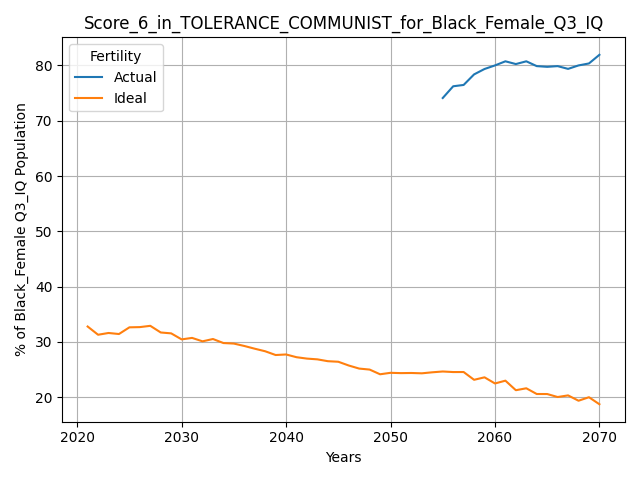 Score_6_in_TOLERANCE_COMMUNIST_for_Black_Female_Q3_IQ
Fertility
Actual
Ideal
% of Black_Female Q3_IQ Population
80
70
60
50
40
30
20
2020
2030
2040
2050
2060
2070
Years